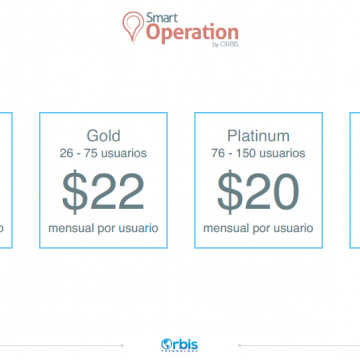 Smart
Operation
by ORBIS
Gold
26 - 75 usuarios
$22
mensual por usuario
Platinum
76 - 150 usuarios
$20
mensual por usuario
o
Orbis
TECHNOLOGY